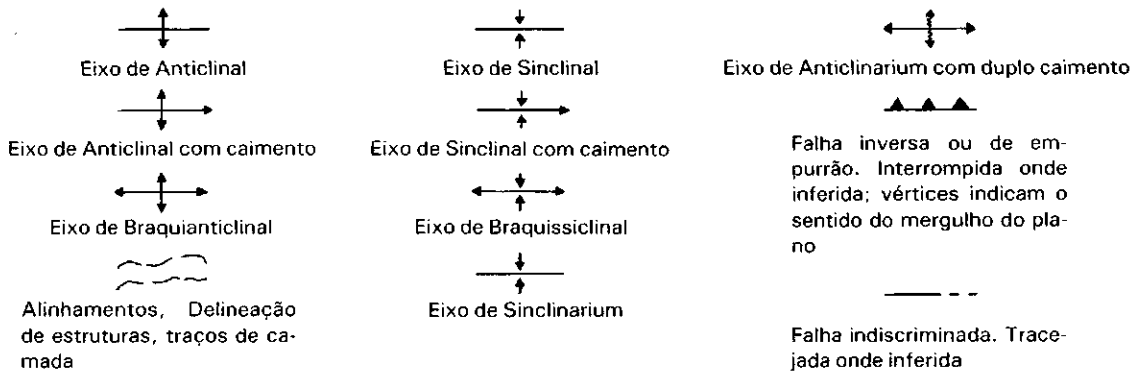 Eixo de Anticlinal
Eixo de Anticlinal com caimento
Eixo de Braquianticlinal
Alinhamentos, Delineação
de estruturas, traços de ca-
mada
Eixo de Sinclinal
Eixo de Sinclinal com caimento
Eixo de Braquissiclinal
Eixo de Sinclinarium
Eixo de Anticlinarium com duplo caimento
Falha inversa ou de em-
purrão. Interrompida onde
inferida; vértices indicam o
sentido do mergulho do pla-
no
Falha indiscriminada. Trace-
jada onde inferida